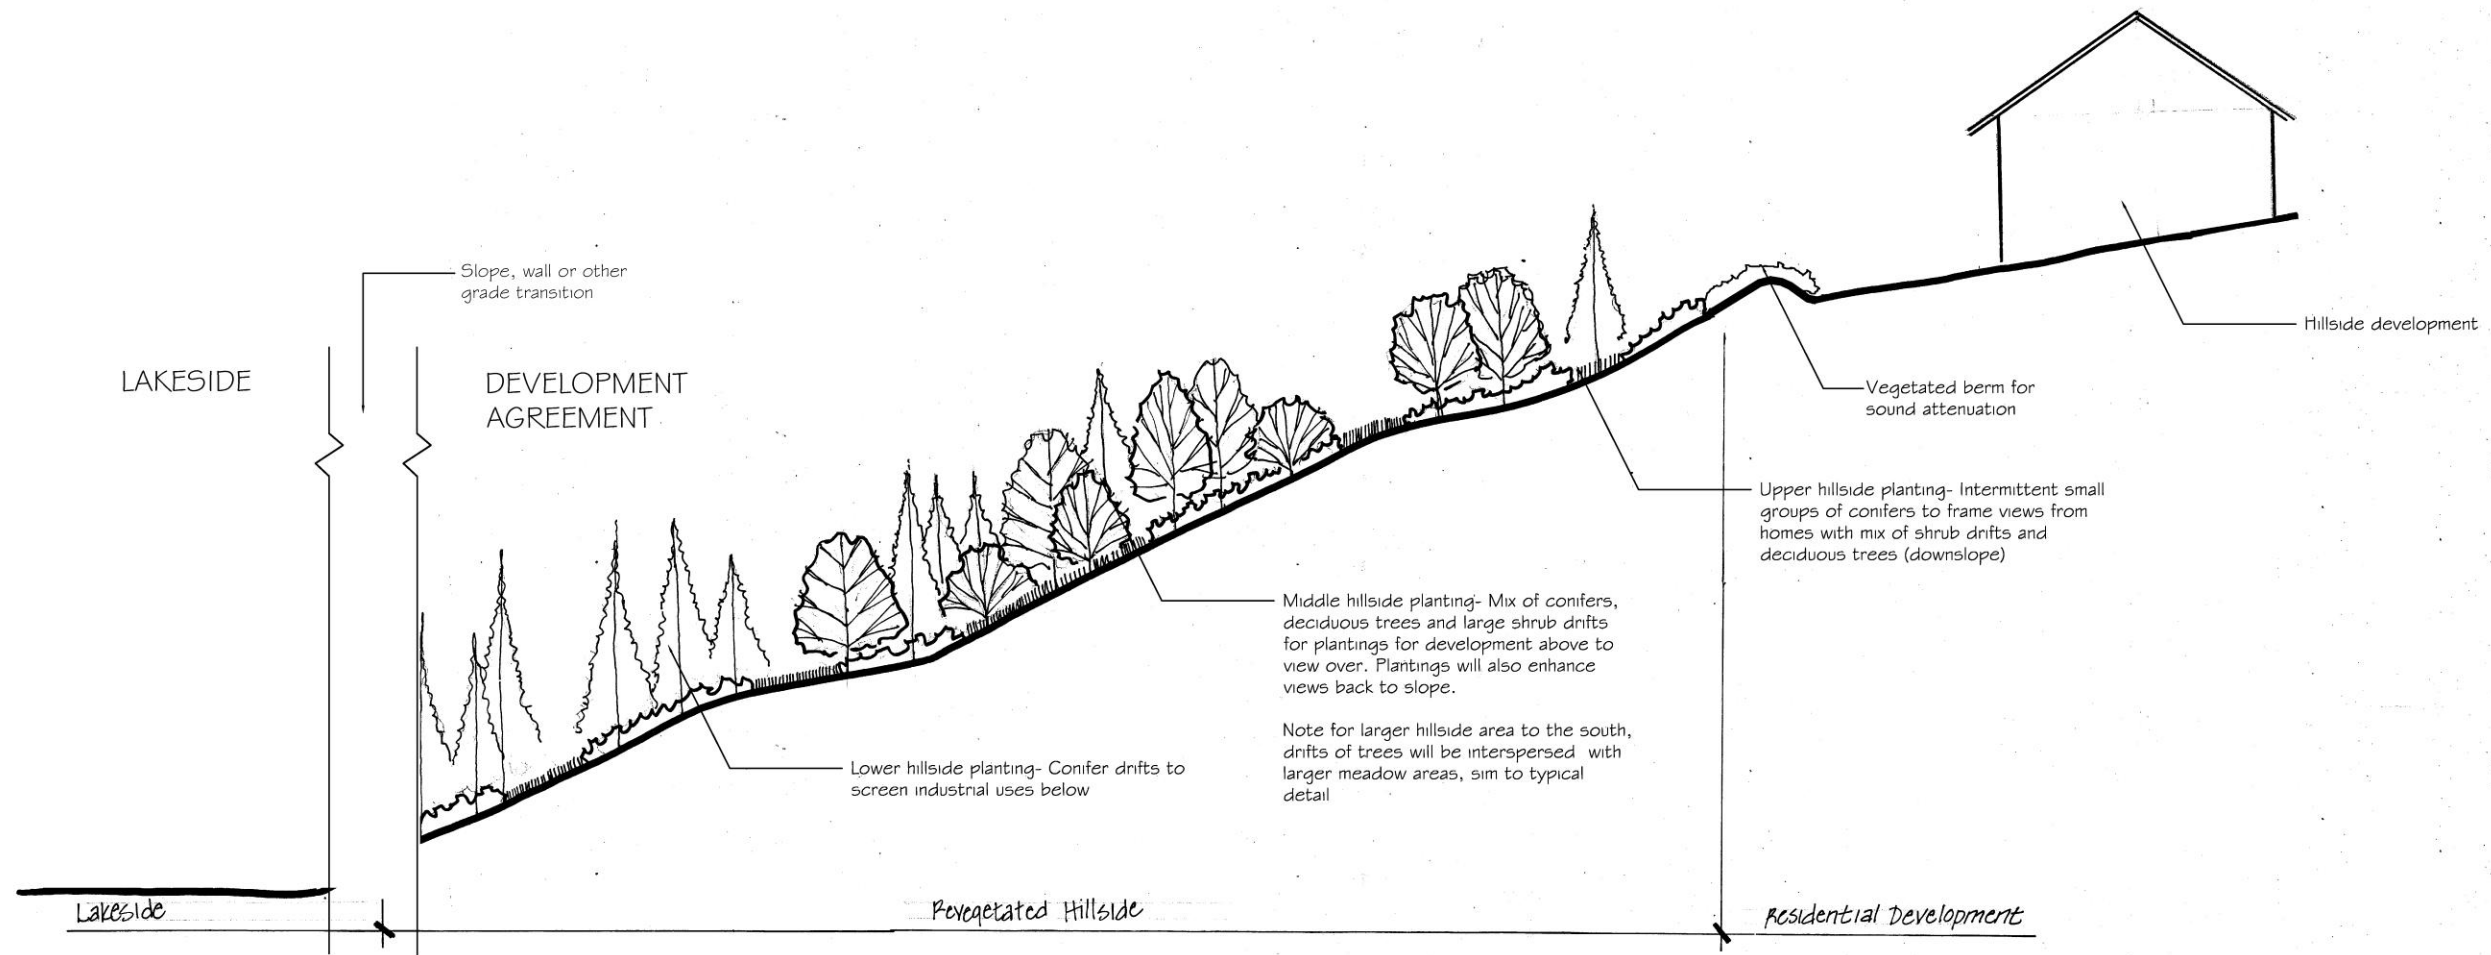 Slope, wall or other
grade transition
LAKESIDE
DEVELOPMENT
AGREEMENT
Hillside development
Vegetated berm for
sound attenuation
Upper hillside planting- Intermittent small
groups of conifers to frame views from
homes with mix of shrub drifts and
deciduous trees (downslope)
Middle hillside planting- Mix of conifers,
deciduous trees and large shrub drifts
for plantings for development above to
view over. Plantings will also enhance
views back to slope.
Note for larger hillside area to the south,
drifts of trees will be interspersed with
larger meadow areas, sim to typical
detail
Lower hillside planting- Conifer drifts to
screen industrial uses below
Lakeside
Revegetated Hillside
Residential Development